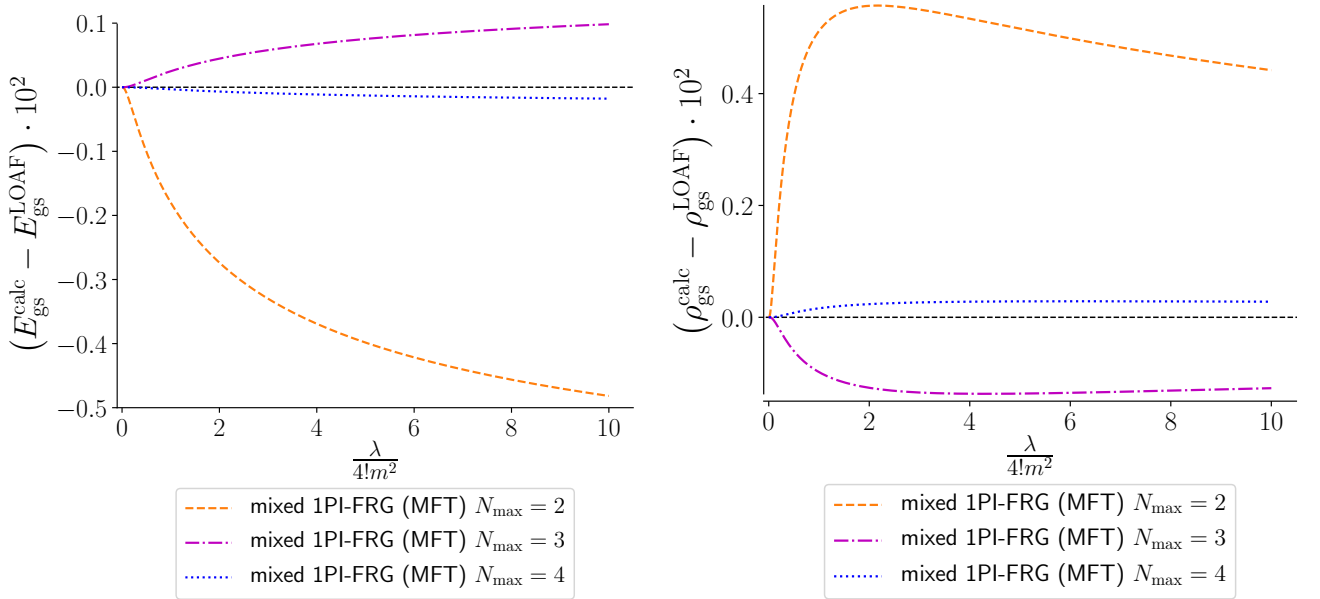 (E_gs^calc − E_gs^LOAF) · 10²
0.1
0.0
−0.1
−0.2
−0.3
−0.4
−0.5
0 2 4 6 8 10
λ/4!m²
mixed 1PI-FRG (MFT) N_max = 2
mixed 1PI-FRG (MFT) N_max = 3
mixed 1PI-FRG (MFT) N_max = 4
(ρ_gs^calc − ρ_gs^LOAF) · 10²
0.4
0.2
0.0
0 2 4 6 8 10
λ/4!m²
mixed 1PI-FRG (MFT) N_max = 2
mixed 1PI-FRG (MFT) N_max = 3
mixed 1PI-FRG (MFT) N_max = 4